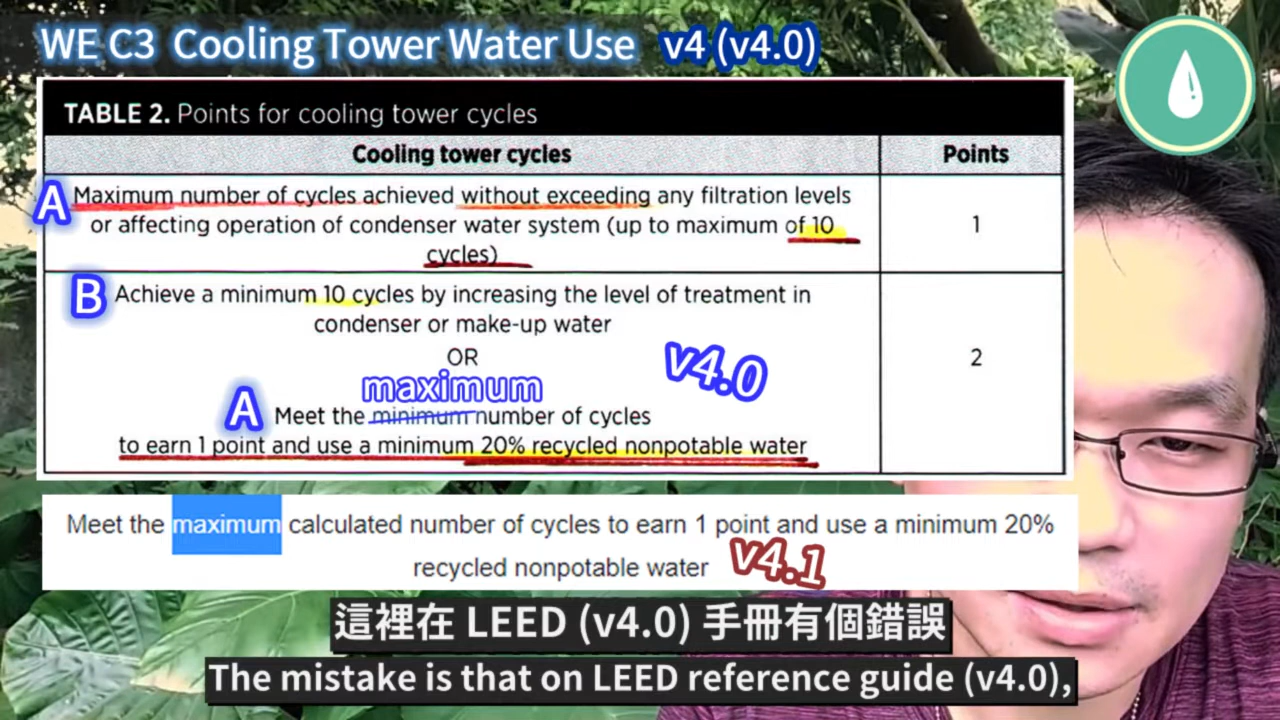 WE C3 Cooling Tower Water Use v4 (v4.0)
TABLE 2. Points for cooling tower cycles
Cooling tower cycles
Points
A
Maximum number of cycles achieved without exceeding any filtration levels
or affecting operation of condenser water system (up to maximum of 10
cycles)
1
B
Achieve a minimum 10 cycles by increasing the level of treatment in
condenser or make-up water
OR
v4.0
2
maximum
A
Meet the minimum number of cycles
to earn 1 point and use a minimum 20% recycled nonpotable water
Meet the maximum calculated number of cycles to earn 1 point and use a minimum 20%
recycled nonpotable water
v4.1
這裡在 LEED (v4.0) 手冊有個錯誤
The mistake is that on LEED reference guide (v4.0),